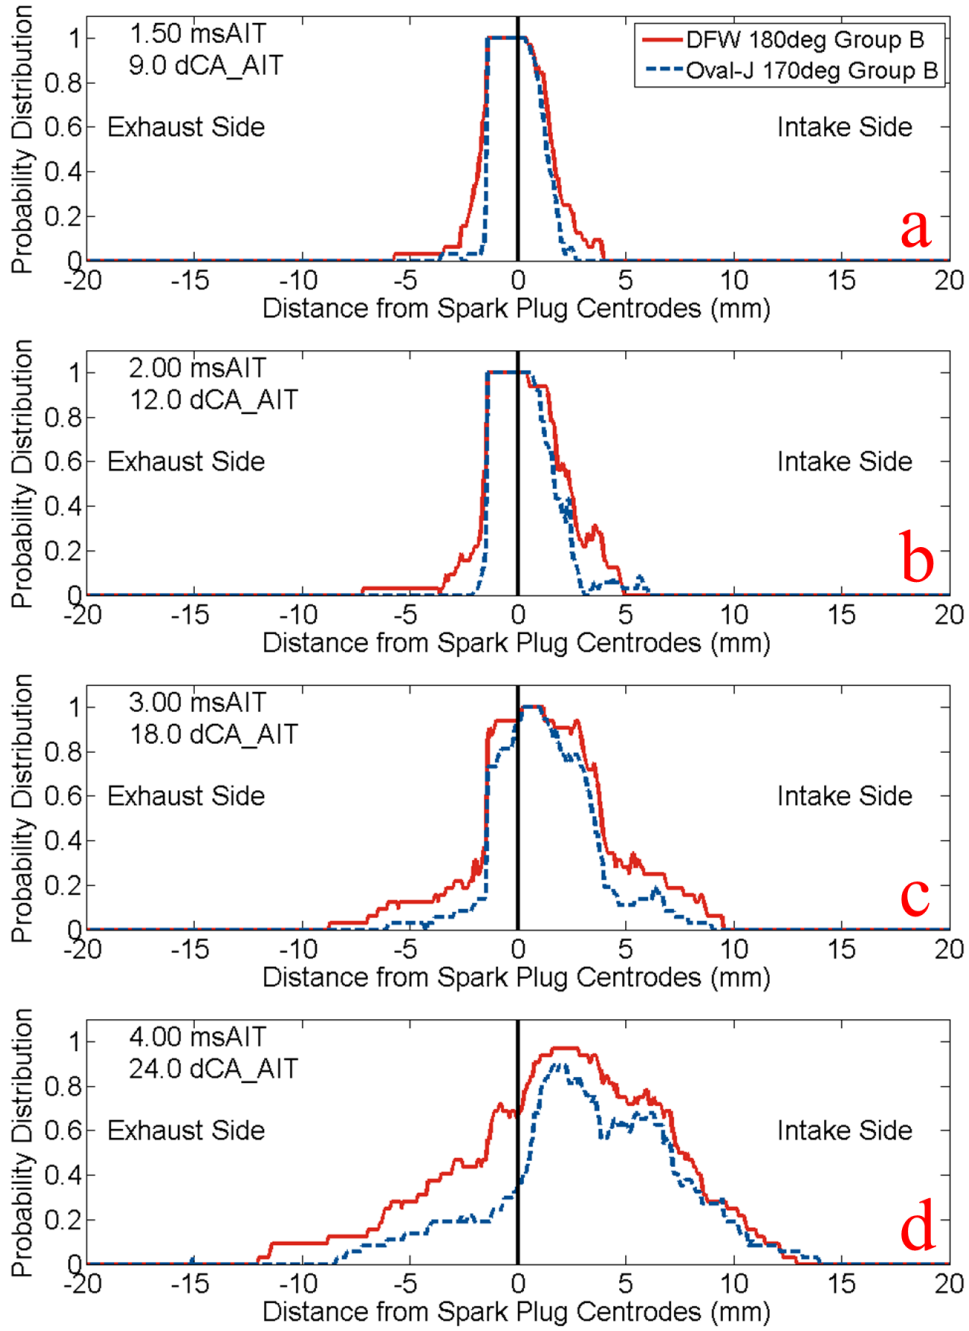 1.50 msAIT
9.0 dCA_AIT
DFW 180deg Group B
Oval-J 170deg Group B
Exhaust Side
Intake Side
Probability Distribution
1
0.8
0.6
0.4
0.2
0
a
-20 -15 -10 -5 0 5 10 15 20
Distance from Spark Plug Centrodes (mm)
2.00 msAIT
12.0 dCA_AIT
Exhaust Side
Intake Side
Probability Distribution
1
0.8
0.6
0.4
0.2
0
b
-20 -15 -10 -5 0 5 10 15 20
Distance from Spark Plug Centrodes (mm)
3.00 msAIT
18.0 dCA_AIT
Exhaust Side
Intake Side
Probability Distribution
1
0.8
0.6
0.4
0.2
0
c
-20 -15 -10 -5 0 5 10 15 20
Distance from Spark Plug Centrodes (mm)
4.00 msAIT
24.0 dCA_AIT
Exhaust Side
Intake Side
Probability Distribution
1
0.8
0.6
0.4
0.2
0
d
-20 -15 -10 -5 0 5 10 15 20
Distance from Spark Plug Centrodes (mm)